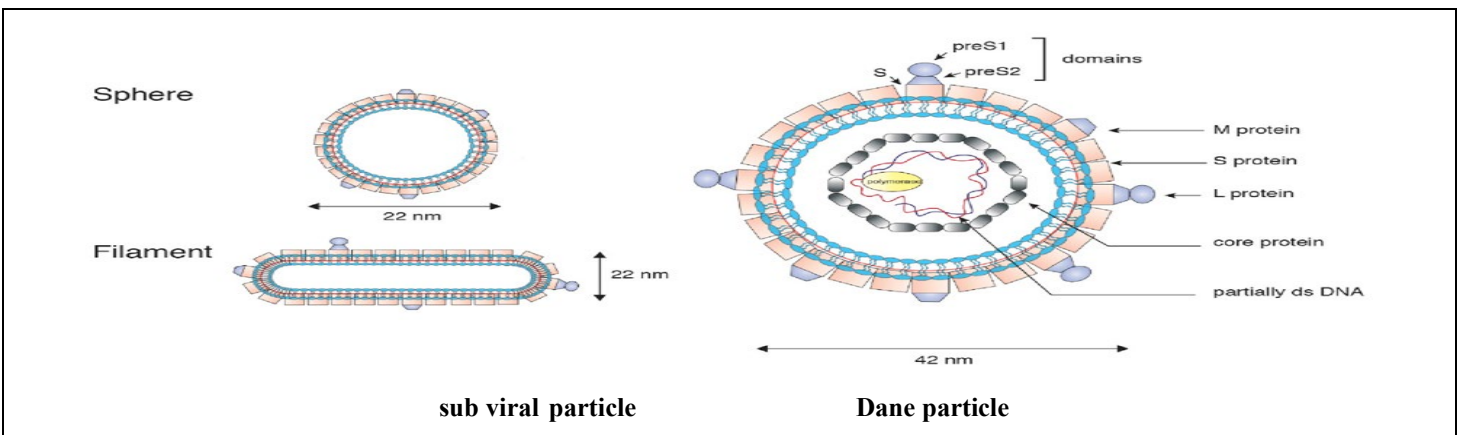 Sphere
22 nm
Filament
22 nm
preS1
S
preS2
domains
M protein
S protein
L protein
polymerase
core protein
partially ds DNA
42 nm
sub viral particle
Dane particle